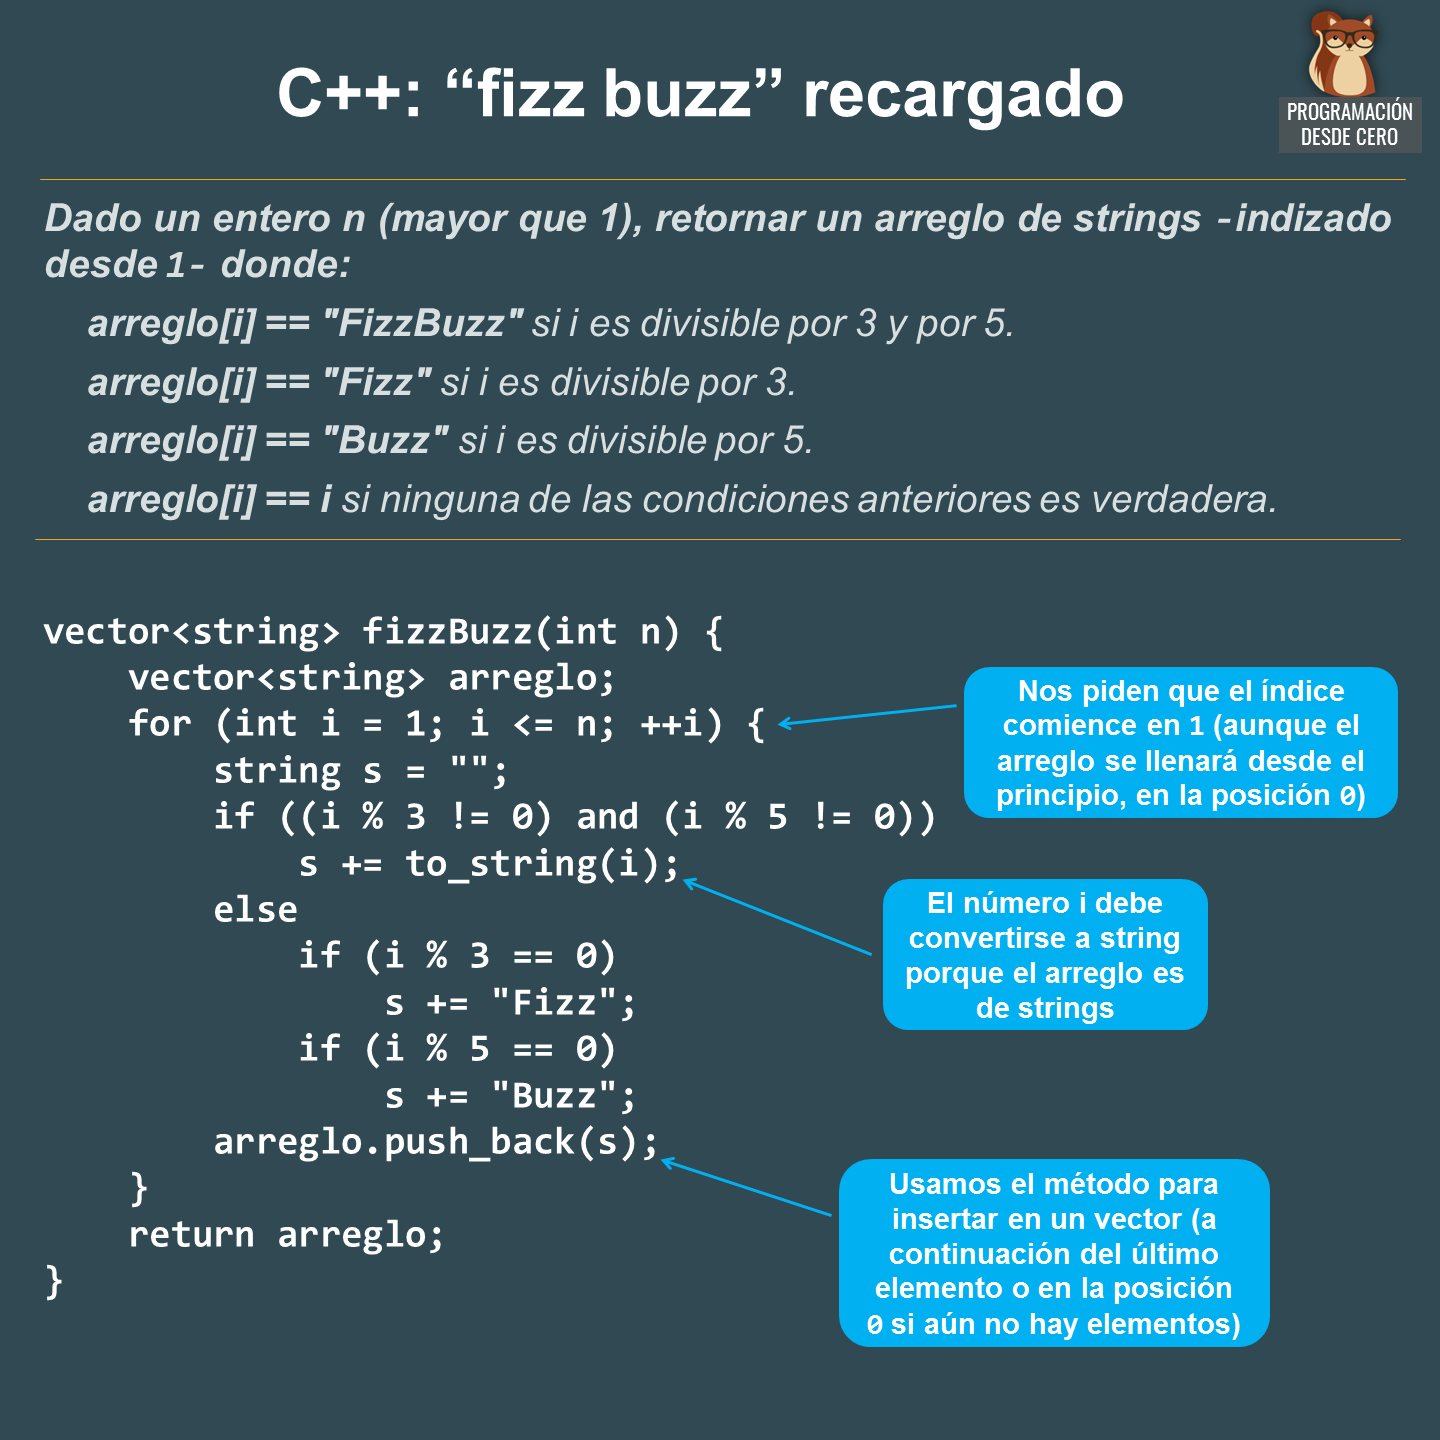 C++: “fizz buzz” recargado
PROGRAMACIÓN
DESDE CERO
Dado un entero n (mayor que 1), retornar un arreglo de strings -indizado
desde 1- donde:
arreglo[i] == "FizzBuzz" si i es divisible por 3 y por 5.
arreglo[i] == "Fizz" si i es divisible por 3.
arreglo[i] == "Buzz" si i es divisible por 5.
arreglo[i] == i si ninguna de las condiciones anteriores es verdadera.
vector<string> fizzBuzz(int n) {
    vector<string> arreglo;
    for (int i = 1; i <= n; ++i) {
        string s = "";
        if ((i % 3 != 0) and (i % 5 != 0))
            s += to_string(i);
        else
            if (i % 3 == 0)
                s += "Fizz";
            if (i % 5 == 0)
                s += "Buzz";
        arreglo.push_back(s);
    }
    return arreglo;
}
Nos piden que el índice
comience en 1 (aunque el
arreglo se llenará desde el
principio, en la posición 0)
El número i debe
convertirse a string
porque el arreglo es
de strings
Usamos el método para
insertar en un vector (a
continuación del último
elemento o en la posición
0 si aún no hay elementos)